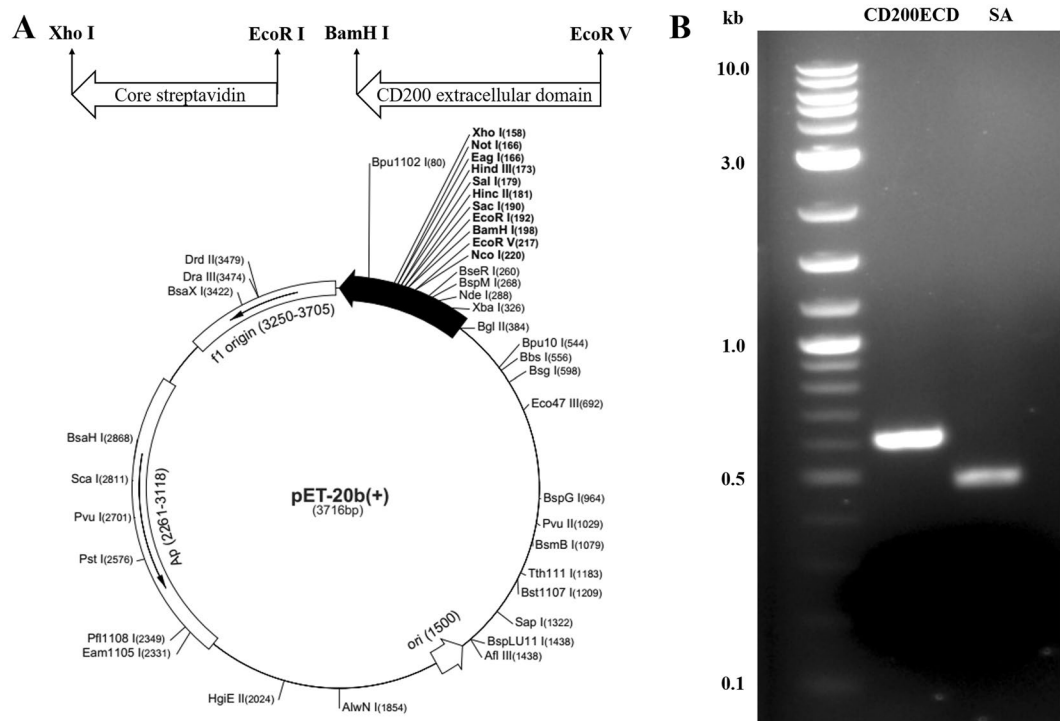 A
Xho I
EcoR I
BamH I
EcoR V
Core streptavidin
CD200 extracellular domain
Bpu1102 I(80)
Xho I(158)
Not I(166)
Eag I(166)
Hind III(173)
Sal I(179)
Hinc II(181)
Sac I(190)
EcoR I(192)
BamH I(198)
EcoR V(217)
Nco I(220)
BseR I(260)
BspM I(268)
Nde I(288)
Xba I(326)
Bgl II(384)
Bpu10 I(544)
Bbs I(556)
Bsg I(598)
Eco47 III(692)
BspG I(964)
Pvu II(1029)
BsmB I(1079)
Tth111 I(1183)
Bst1107 I(1209)
Sap I(1322)
BspLU11 I(1438)
Afl III(1438)
ori (1500)
AlwN I(1854)
HgiE II(2024)
Eam1105 I(2331)
Pfl1108 I(2349)
Pst I(2576)
Pvu I(2701)
Sca I(2811)
BsaH I(2868)
Ap (2261-3118)
BsaX I(3422)
Dra III(3474)
Drd II(3479)
f1 origin (3250-3705)
pET-20b(+)
(3716bp)
B
kb
CD200ECD
SA
10.0
3.0
1.0
0.5
0.1